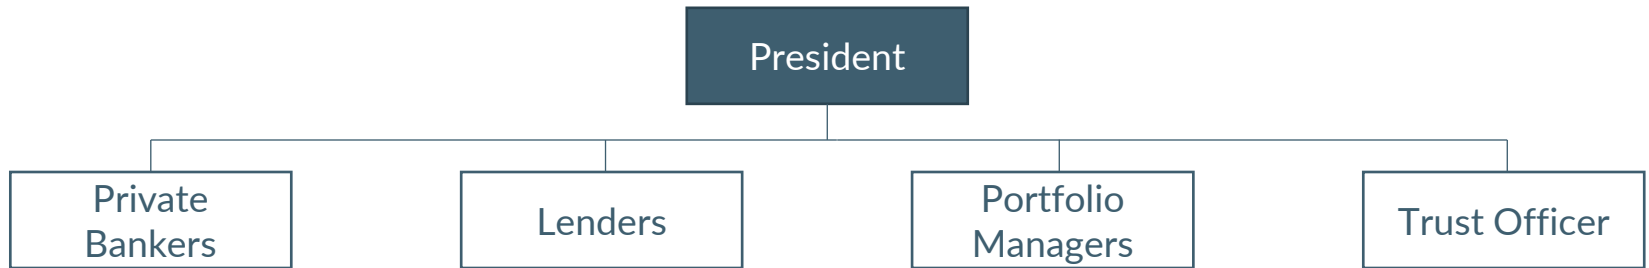 President
Private
Bankers
Lenders
Portfolio
Managers
Trust Officer